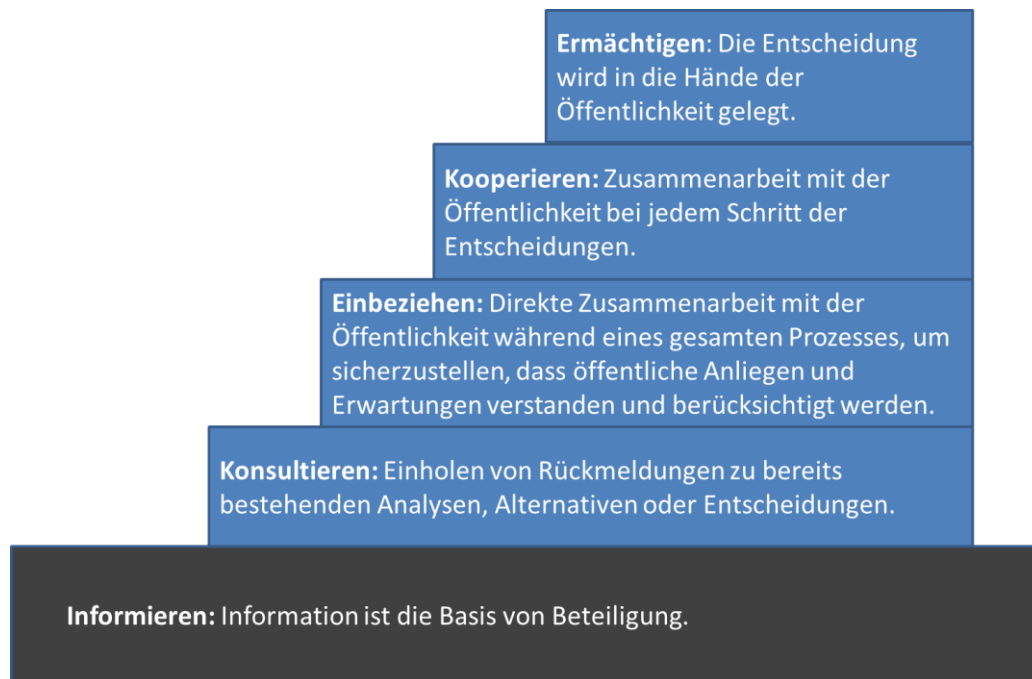 Ermächtigen: Die Entscheidung
wird in die Hände der
Öffentlichkeit gelegt.
Kooperieren: Zusammenarbeit mit der
Öffentlichkeit bei jedem Schritt der
Entscheidungen.
Einbeziehen: Direkte Zusammenarbeit mit der
Öffentlichkeit während eines gesamten Prozesses, um
sicherzustellen, dass öffentliche Anliegen und
Erwartungen verstanden und berücksichtigt werden.
Konsultieren: Einholen von Rückmeldungen zu bereits
bestehenden Analysen, Alternativen oder Entscheidungen.
Informieren: Information ist die Basis von Beteiligung.